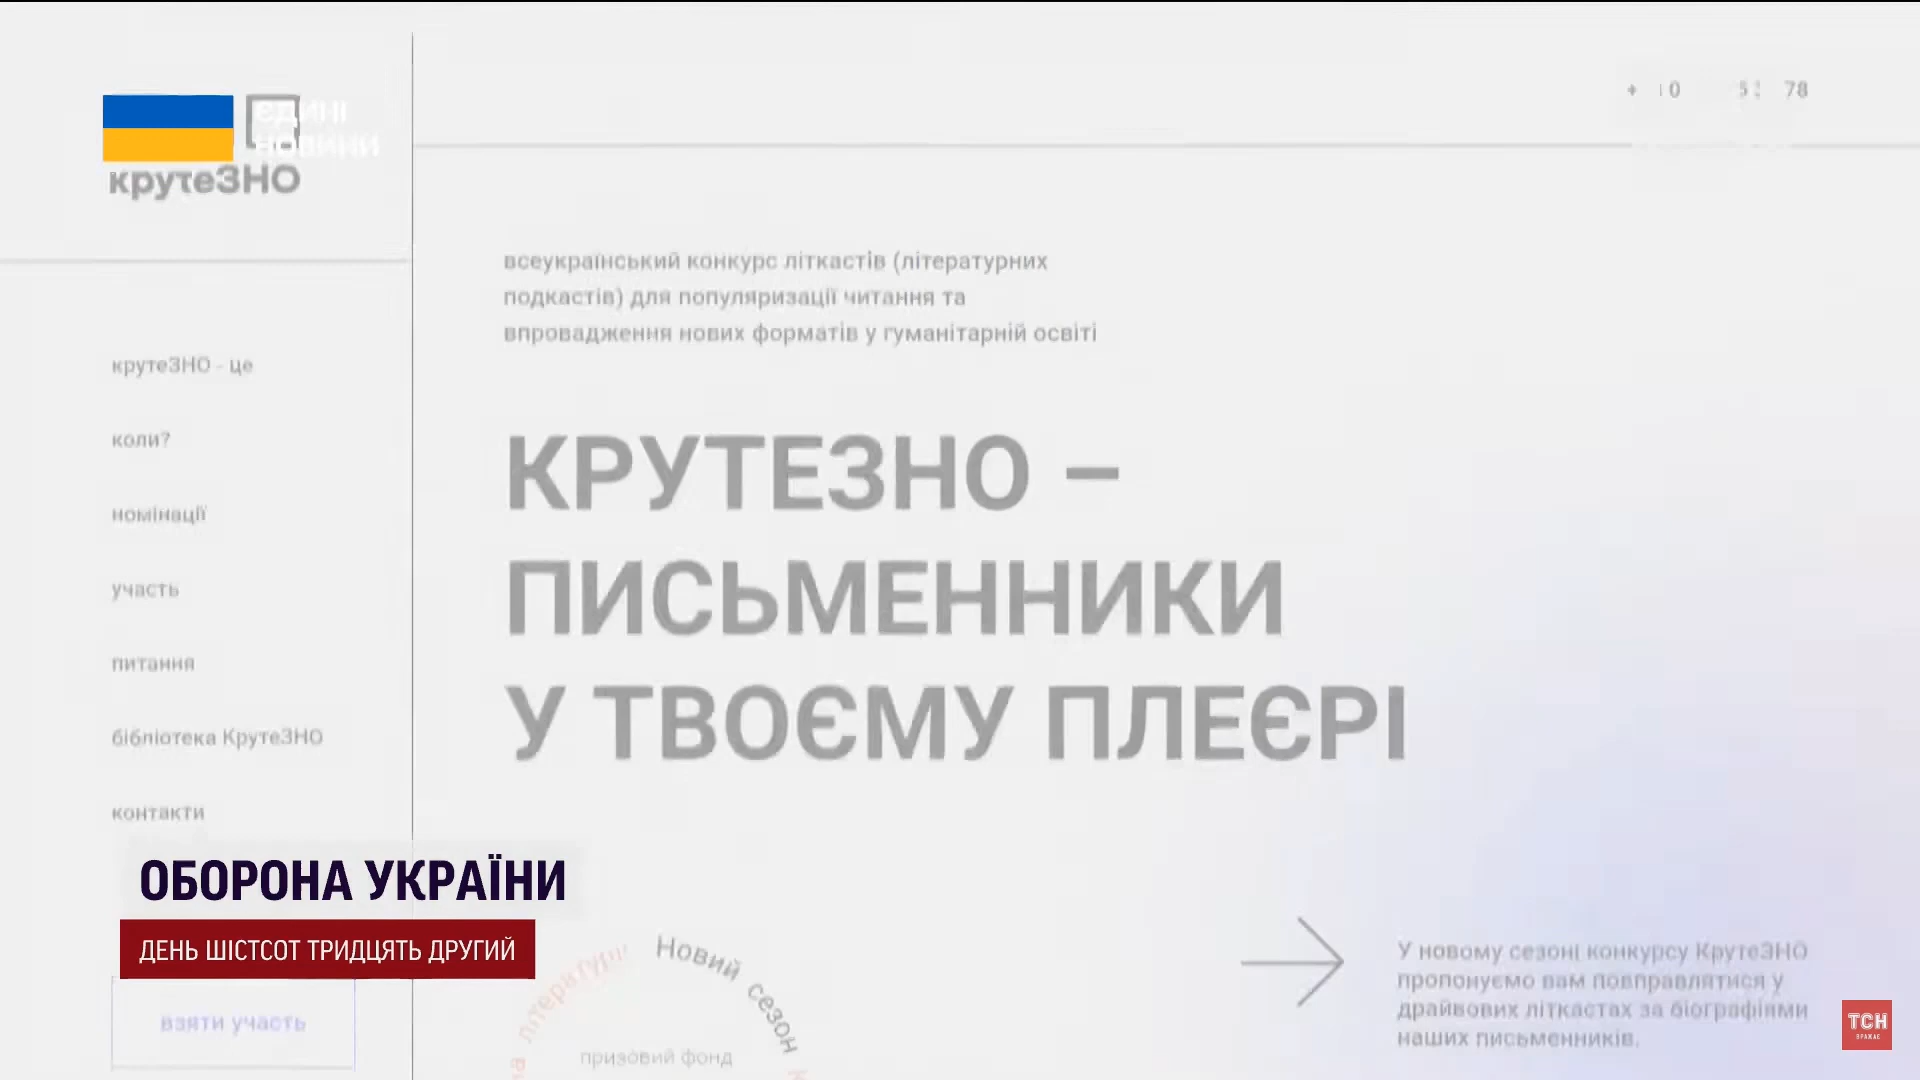 ЄДИНІ
НОВИНИ
крутеЗНО
78
всеукраїнський конкурс літкастів (літературних
подкастів) для популяризації читання та
впровадження нових форматів у гуманітарній освіті
крутеЗНО - це
коли?
номінації
участь
питання
бібліотека КрутеЗНО
контакти
КРУТЕЗНО –
ПИСЬМЕННИКИ
У ТВОЄМУ ПЛЕЄРІ
ОБОРОНА УКРАЇНИ
ДЕНЬ ШІСТСОТ ТРИДЦЯТЬ ДРУГИЙ
взяти участь
Новий сезон
призовий фонд
У новому сезоні конкурсу КрутеЗНО
пропонуємо вам повправлятися у
драйвових літкастах за біографіями
наших письменників.
ТСН
ВРАЖАЄ